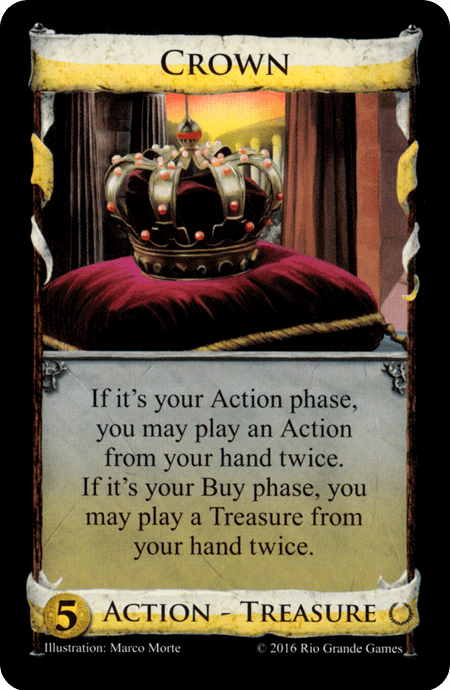 CROWN
If it's your Action phase,
you may play an Action
from your hand twice.
If it's your Buy phase, you
may play a Treasure from
your hand twice.
5 ACTION - TREASURE
Illustration: Marco Morte © 2016 Rio Grande Games